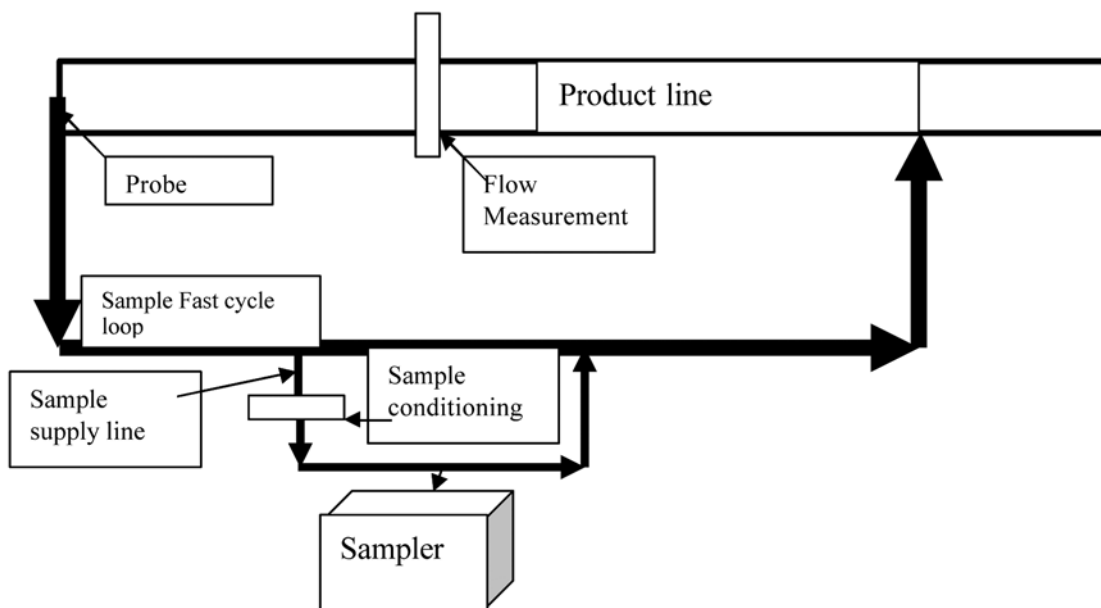 Product line
Probe
Flow
Measurement
Sample Fast cycle
loop
Sample
supply line
Sample
conditioning
Sampler